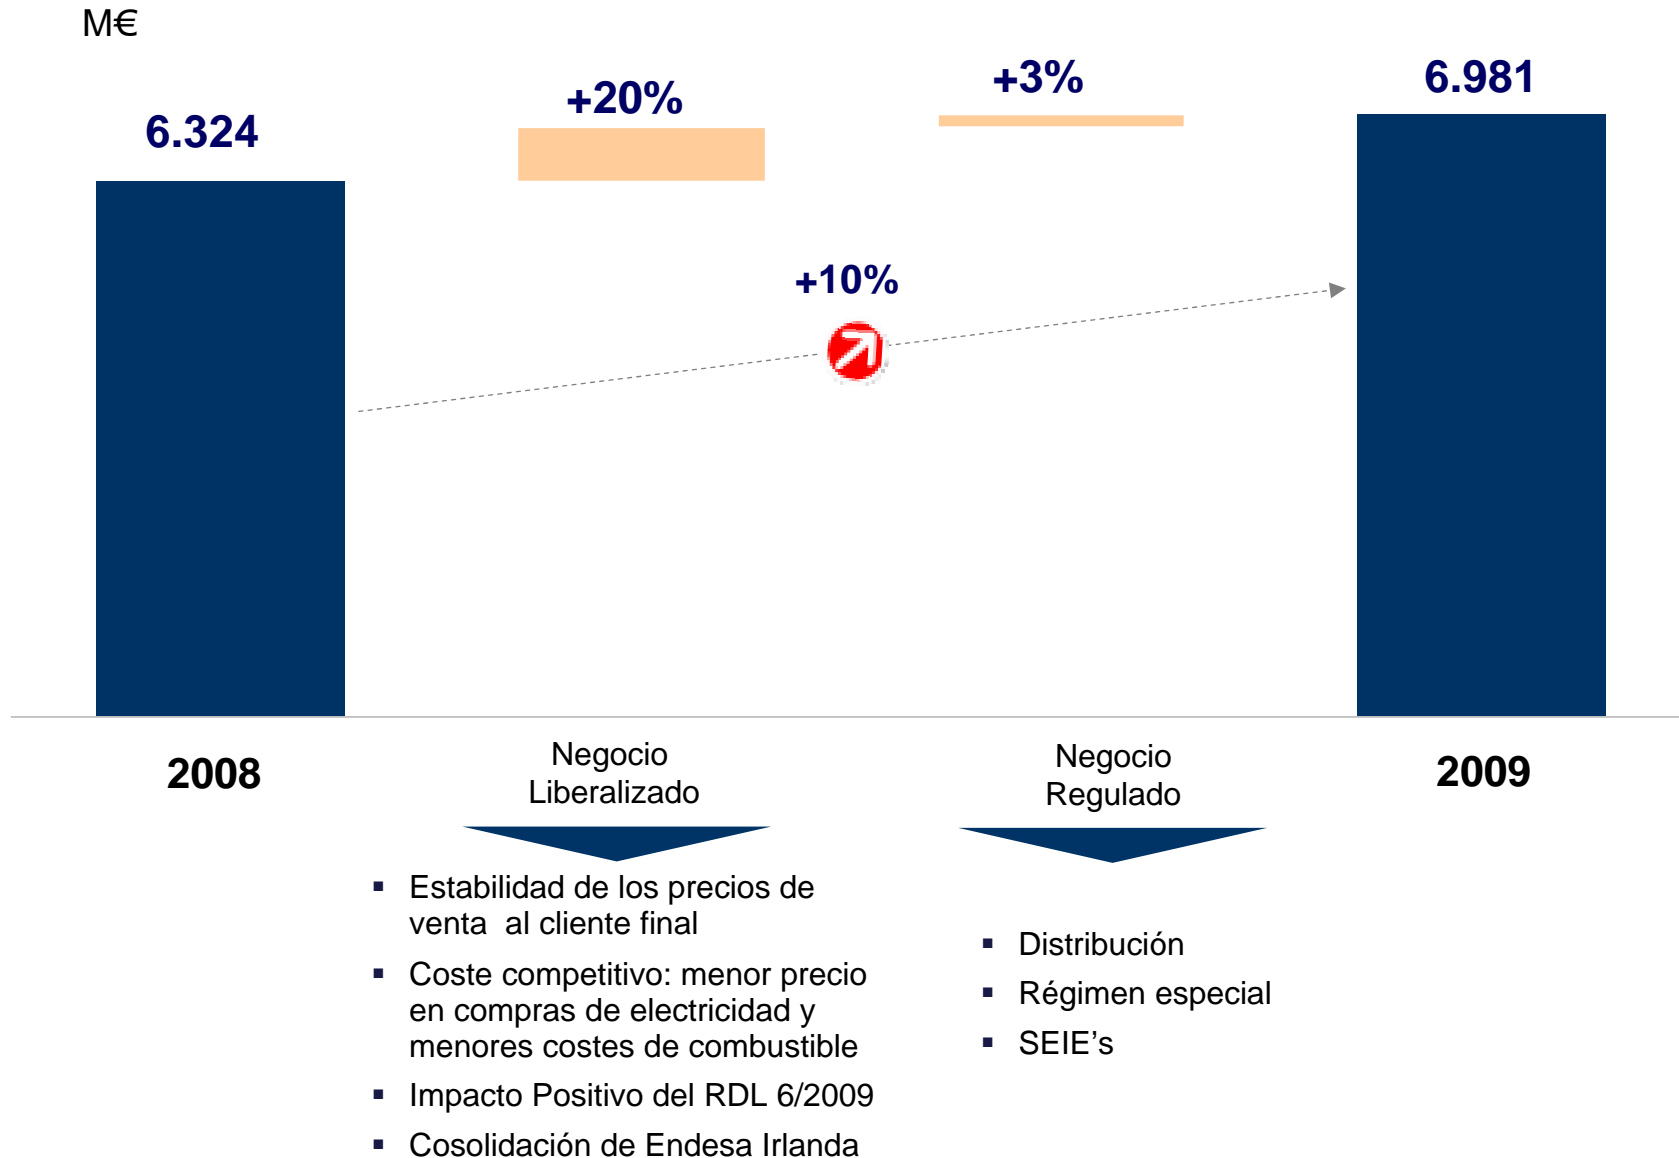 M€
6.324
+20%
+3%
6.981
+10%
2008
Negocio
Liberalizado
Negocio
Regulado
2009
▪ Estabilidad de los precios de
venta al cliente final
▪ Coste competitivo: menor precio
en compras de electricidad y
menores costes de combustible
▪ Impacto Positivo del RDL 6/2009
▪ Cosolidación de Endesa Irlanda
▪ Distribución
▪ Régimen especial
▪ SEIE’s